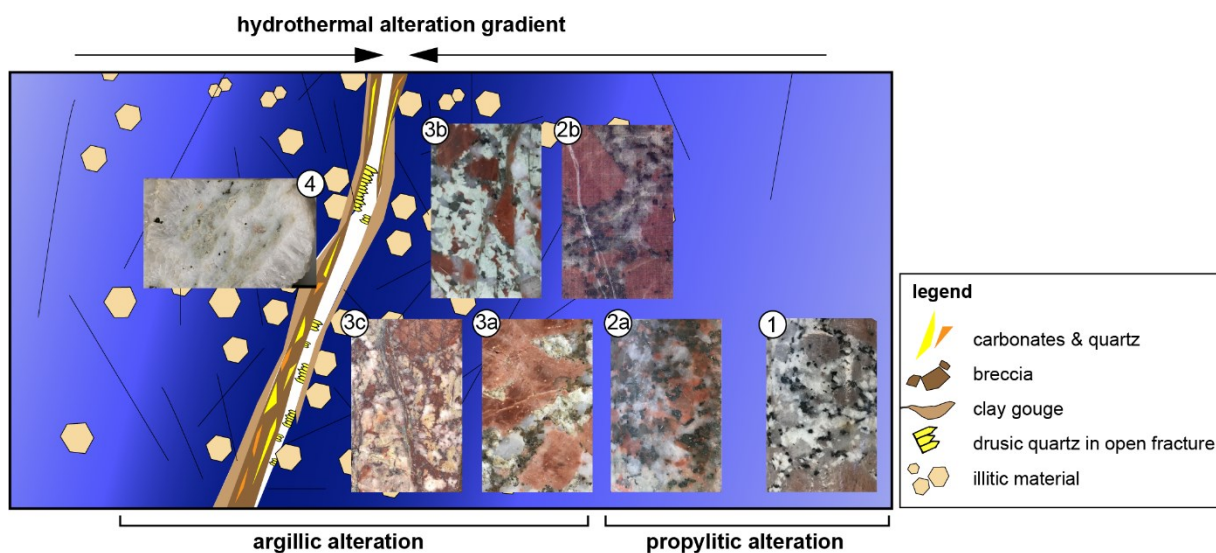 hydrothermal alteration gradient
3b
2b
4
3c
3a
2a
1
legend
carbonates & quartz
breccia
clay gouge
drusic quartz in open fracture
illitic material
argillic alteration
propylitic alteration